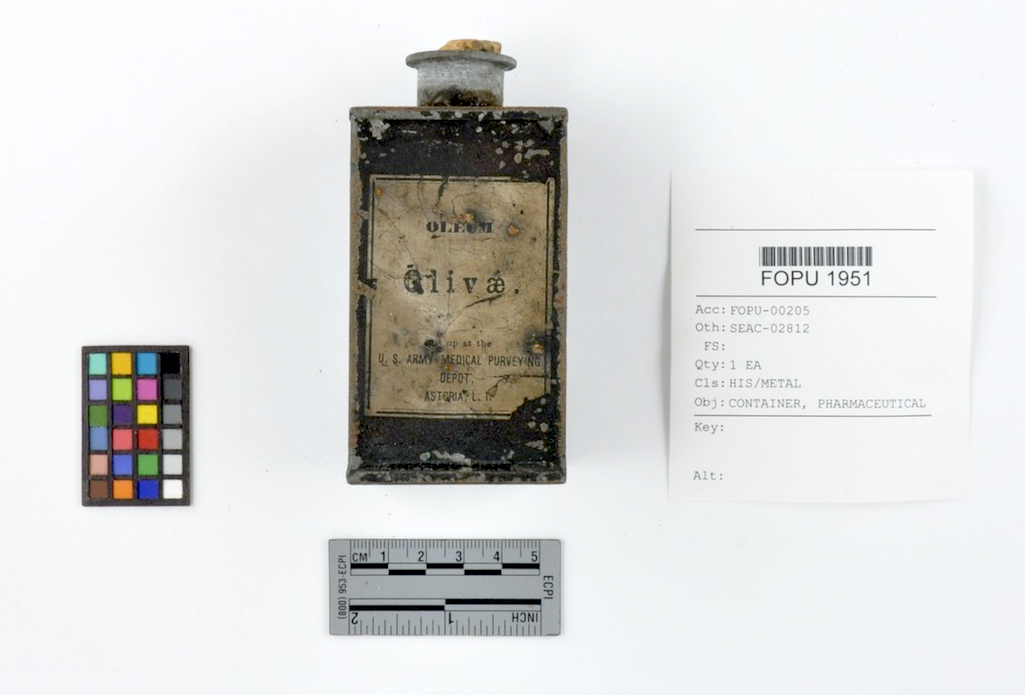 OLEUM
Olivæ.
put up at the
U. S. ARMY MEDICAL PURVEYING
DEPOT,
ASTORIA, L. I.
FOPU 1951
Acc: FOPU-00205
Oth: SEAC-02812
FS:
Qty: 1 EA
Cls: HIS/METAL
Obj: CONTAINER, PHARMACEUTICAL
Key:
Alt:
CM 1 2 3 4 5
(800) 953-ECPI
ECPI
INCH 1 2